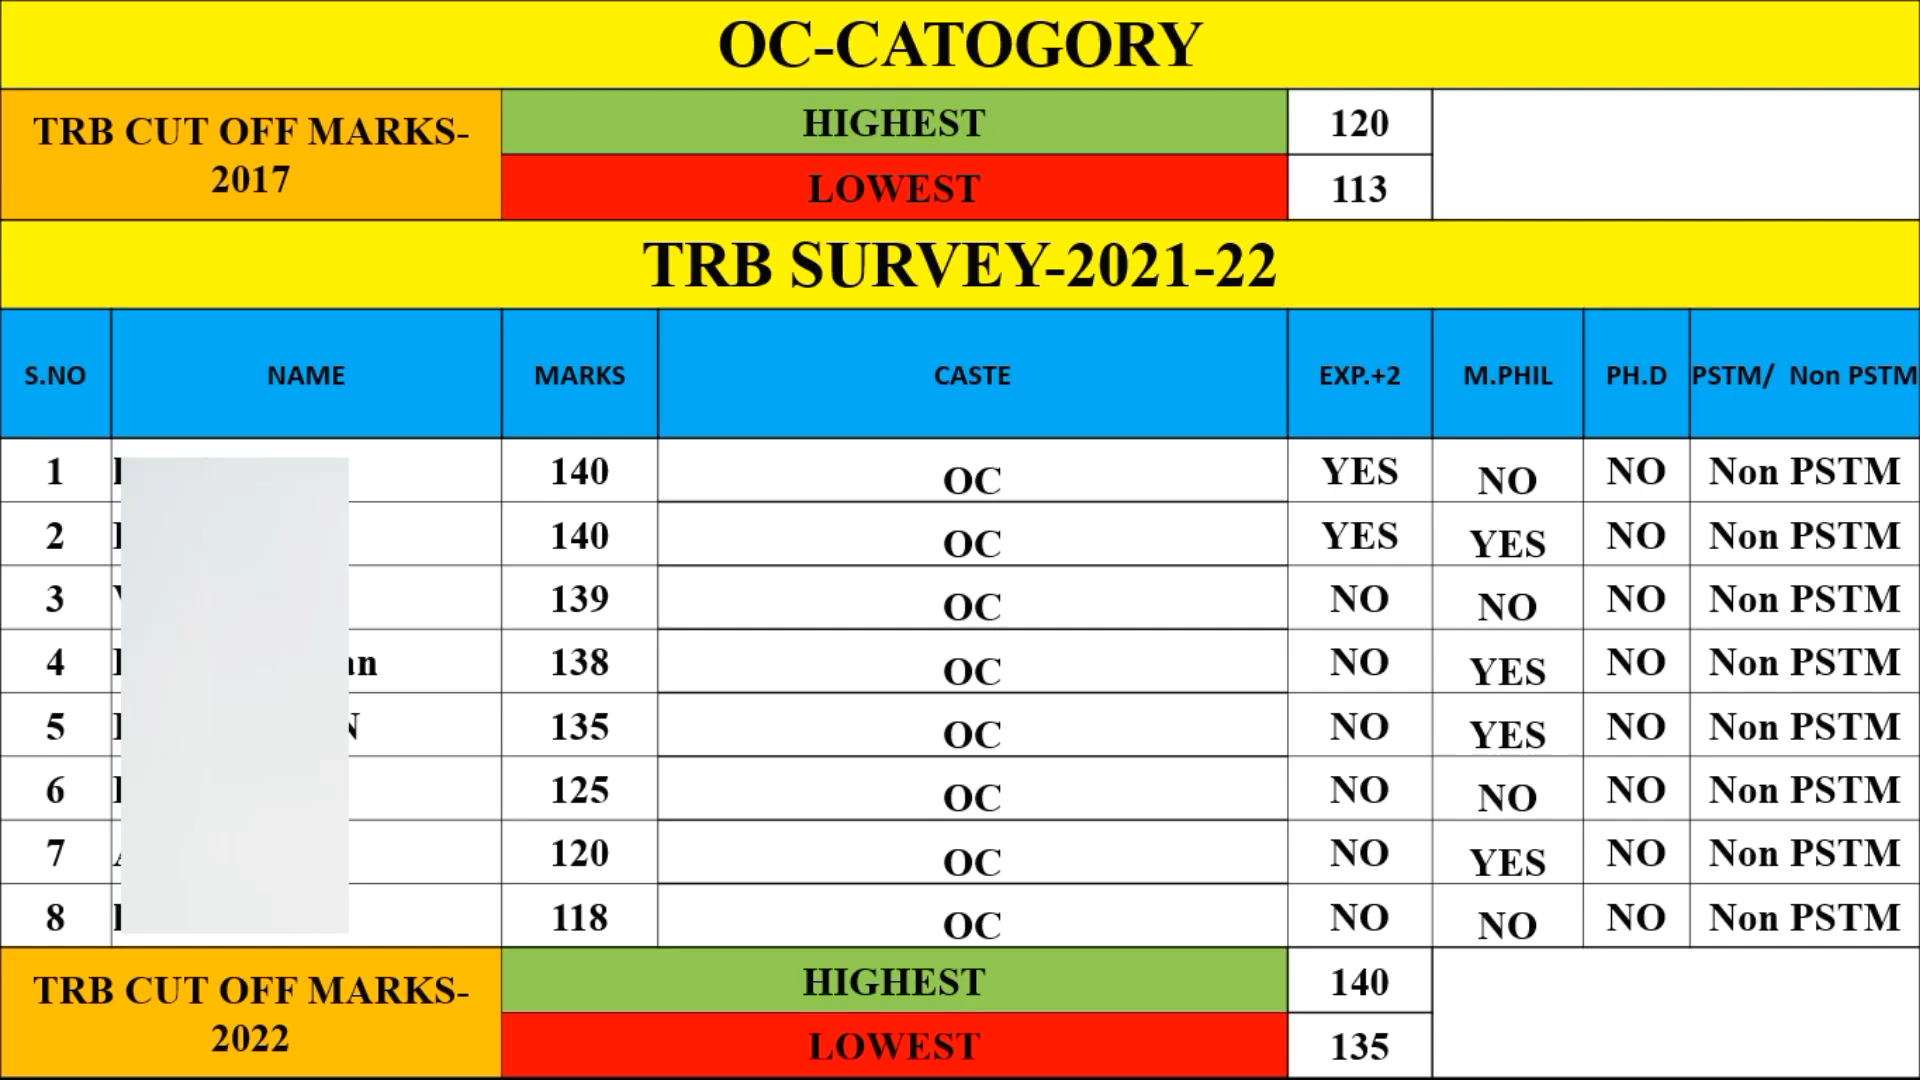 OC-CATOGORY
TRB CUT OFF MARKS-
2017
HIGHEST
120
LOWEST
113
TRB SURVEY-2021-22
S.NO NAME MARKS CASTE EXP.+2 M.PHIL PH.D PSTM/ Non PSTM
1 140 OC YES NO NO Non PSTM
2 140 OC YES YES NO Non PSTM
3 139 OC NO NO NO Non PSTM
4 138 OC NO YES NO Non PSTM
5 135 OC NO YES NO Non PSTM
6 125 OC NO NO NO Non PSTM
7 120 OC NO YES NO Non PSTM
8 118 OC NO NO NO Non PSTM
TRB CUT OFF MARKS-
2022
HIGHEST
140
LOWEST
135